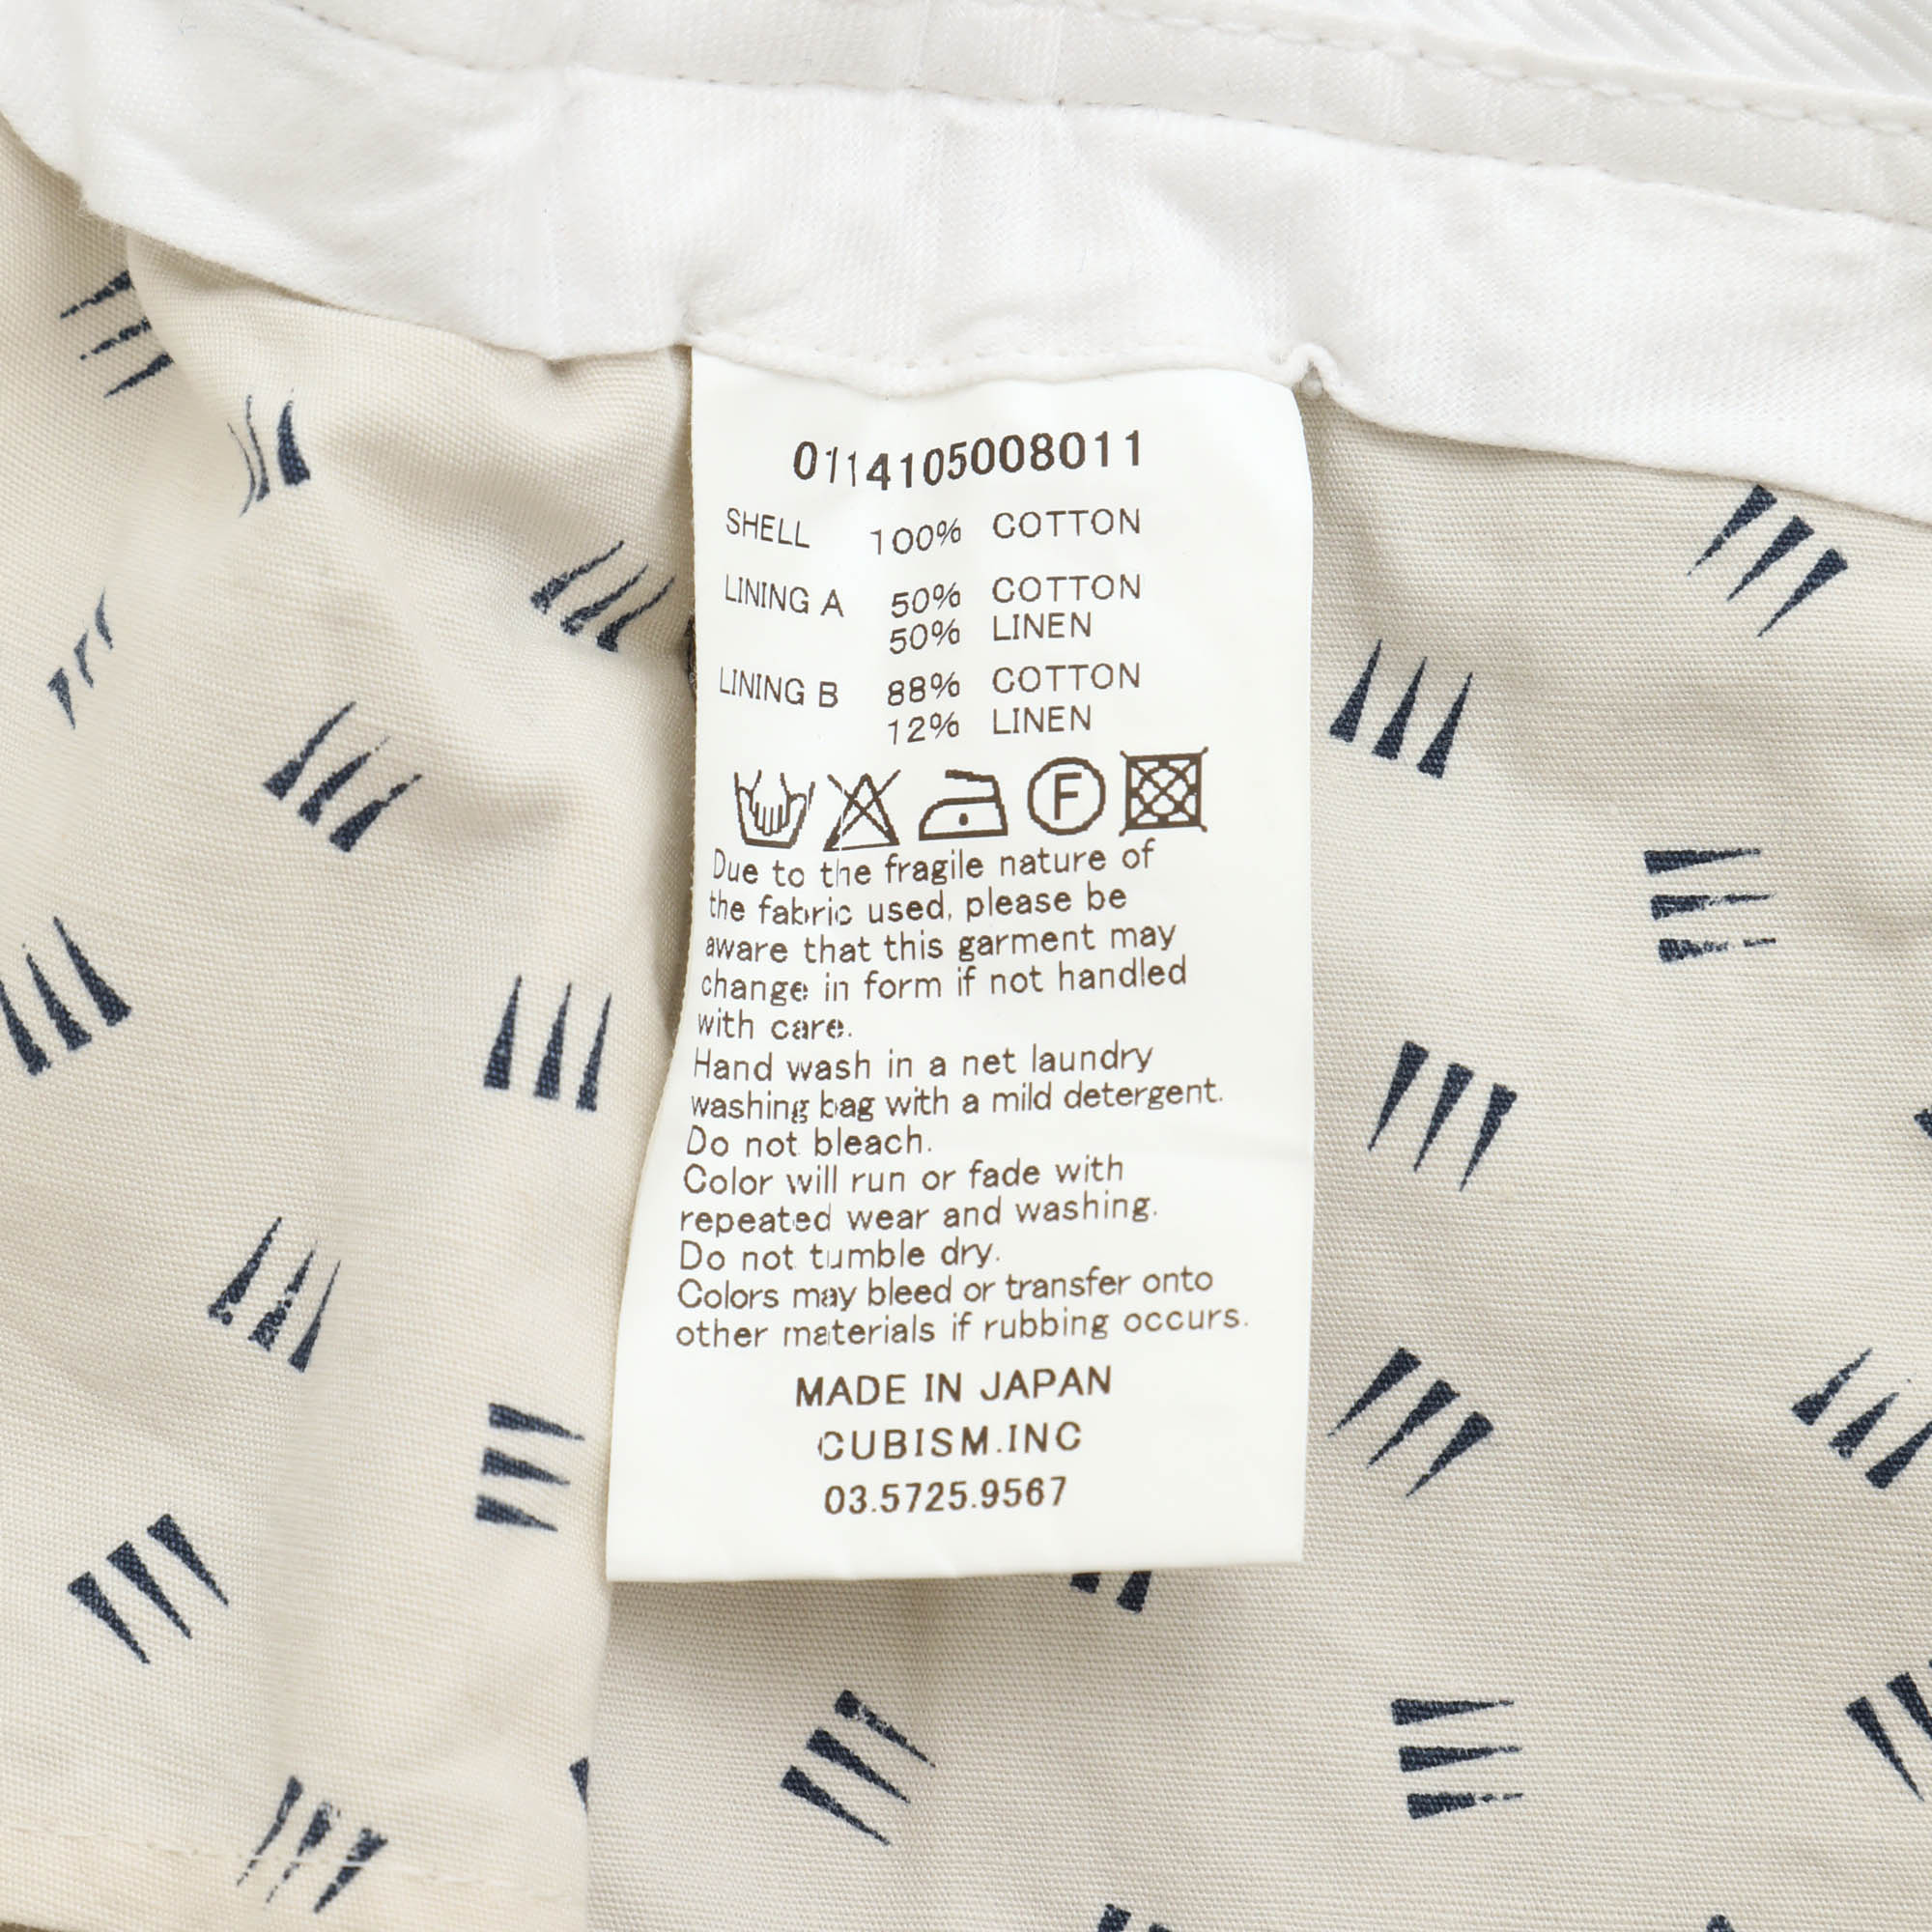 0114105008011
SHELL 100% COTTON
LINING A 50% COTTON
50% LINEN
LINING B 88% COTTON
12% LINEN
F
Due to the fragile nature of
the fabric used, please be
aware that this garment may
change in form if not handled
with care.
Hand wash in a net laundry
washing bag with a mild detergent.
Do not bleach.
Color will run or fade with
repeated wear and washing.
Do not tumble dry.
Colors may bleed or transfer onto
other materials if rubbing occurs.
MADE IN JAPAN
CUBISM.INC
03.5725.9567